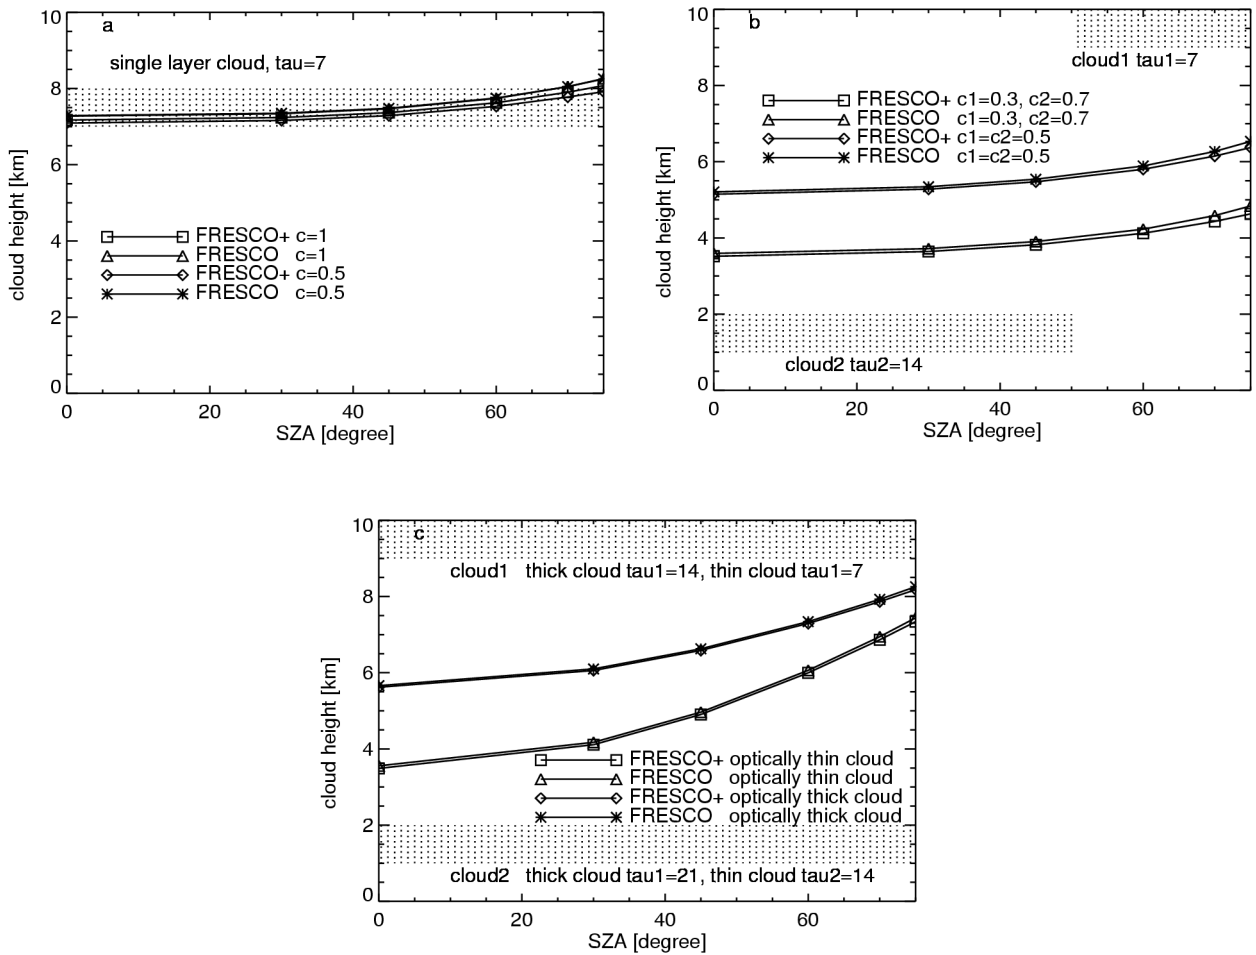 a
single layer cloud, tau=7
FRESCO+ c=1
FRESCO c=1
FRESCO+ c=0.5
FRESCO c=0.5
10
8
6
4
2
0
cloud height [km]
0 20 40 60
SZA [degree]
b
cloud1 tau1=7
FRESCO+ c1=0.3, c2=0.7
FRESCO c1=0.3, c2=0.7
FRESCO+ c1=c2=0.5
FRESCO c1=c2=0.5
cloud2 tau2=14
10
8
6
4
2
0
cloud height [km]
0 20 40 60
SZA [degree]
c
cloud1 thick cloud tau1=14, thin cloud tau1=7
FRESCO+ optically thin cloud
FRESCO optically thin cloud
FRESCO+ optically thick cloud
FRESCO optically thick cloud
cloud2 thick cloud tau1=21, thin cloud tau2=14
10
8
6
4
2
0
cloud height [km]
0 20 40 60
SZA [degree]